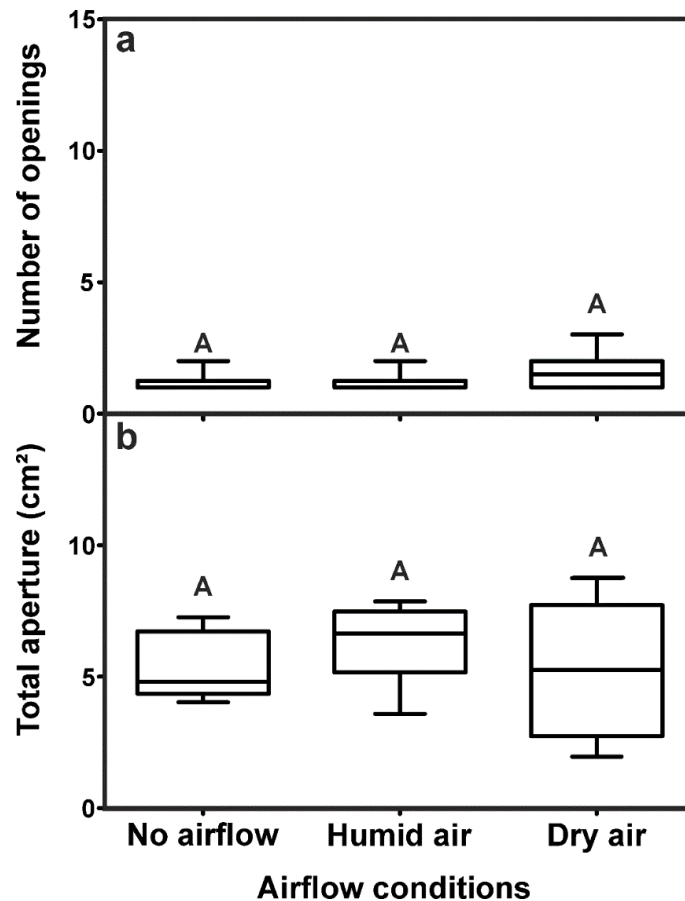 a
Number of openings
15
10
5
0
A
A
A
b
Total aperture (cm²)
10
5
0
A
A
A
No airflow
Humid air
Dry air
Airflow conditions